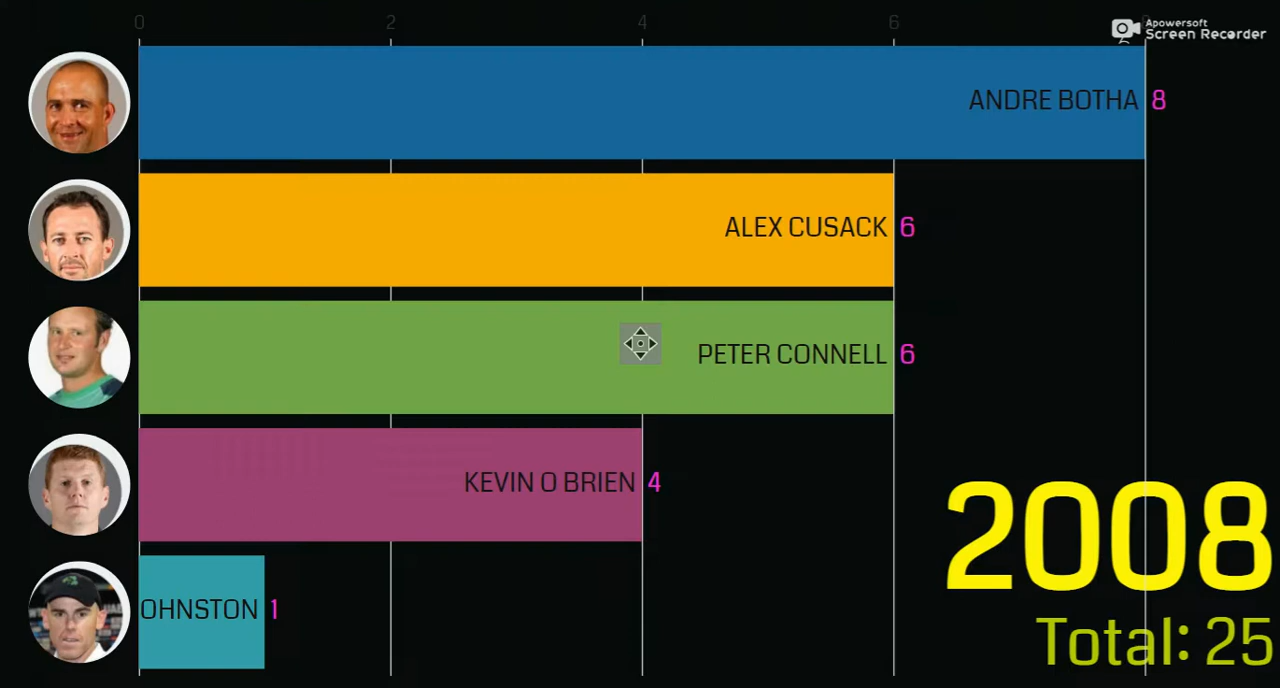 0 2 4 6
Apowersoft
Screen Recorder
ANDRE BOTHA 8
ALEX CUSACK 6
PETER CONNELL 6
KEVIN O BRIEN 4
OHNSTON 1
2008
Total: 25